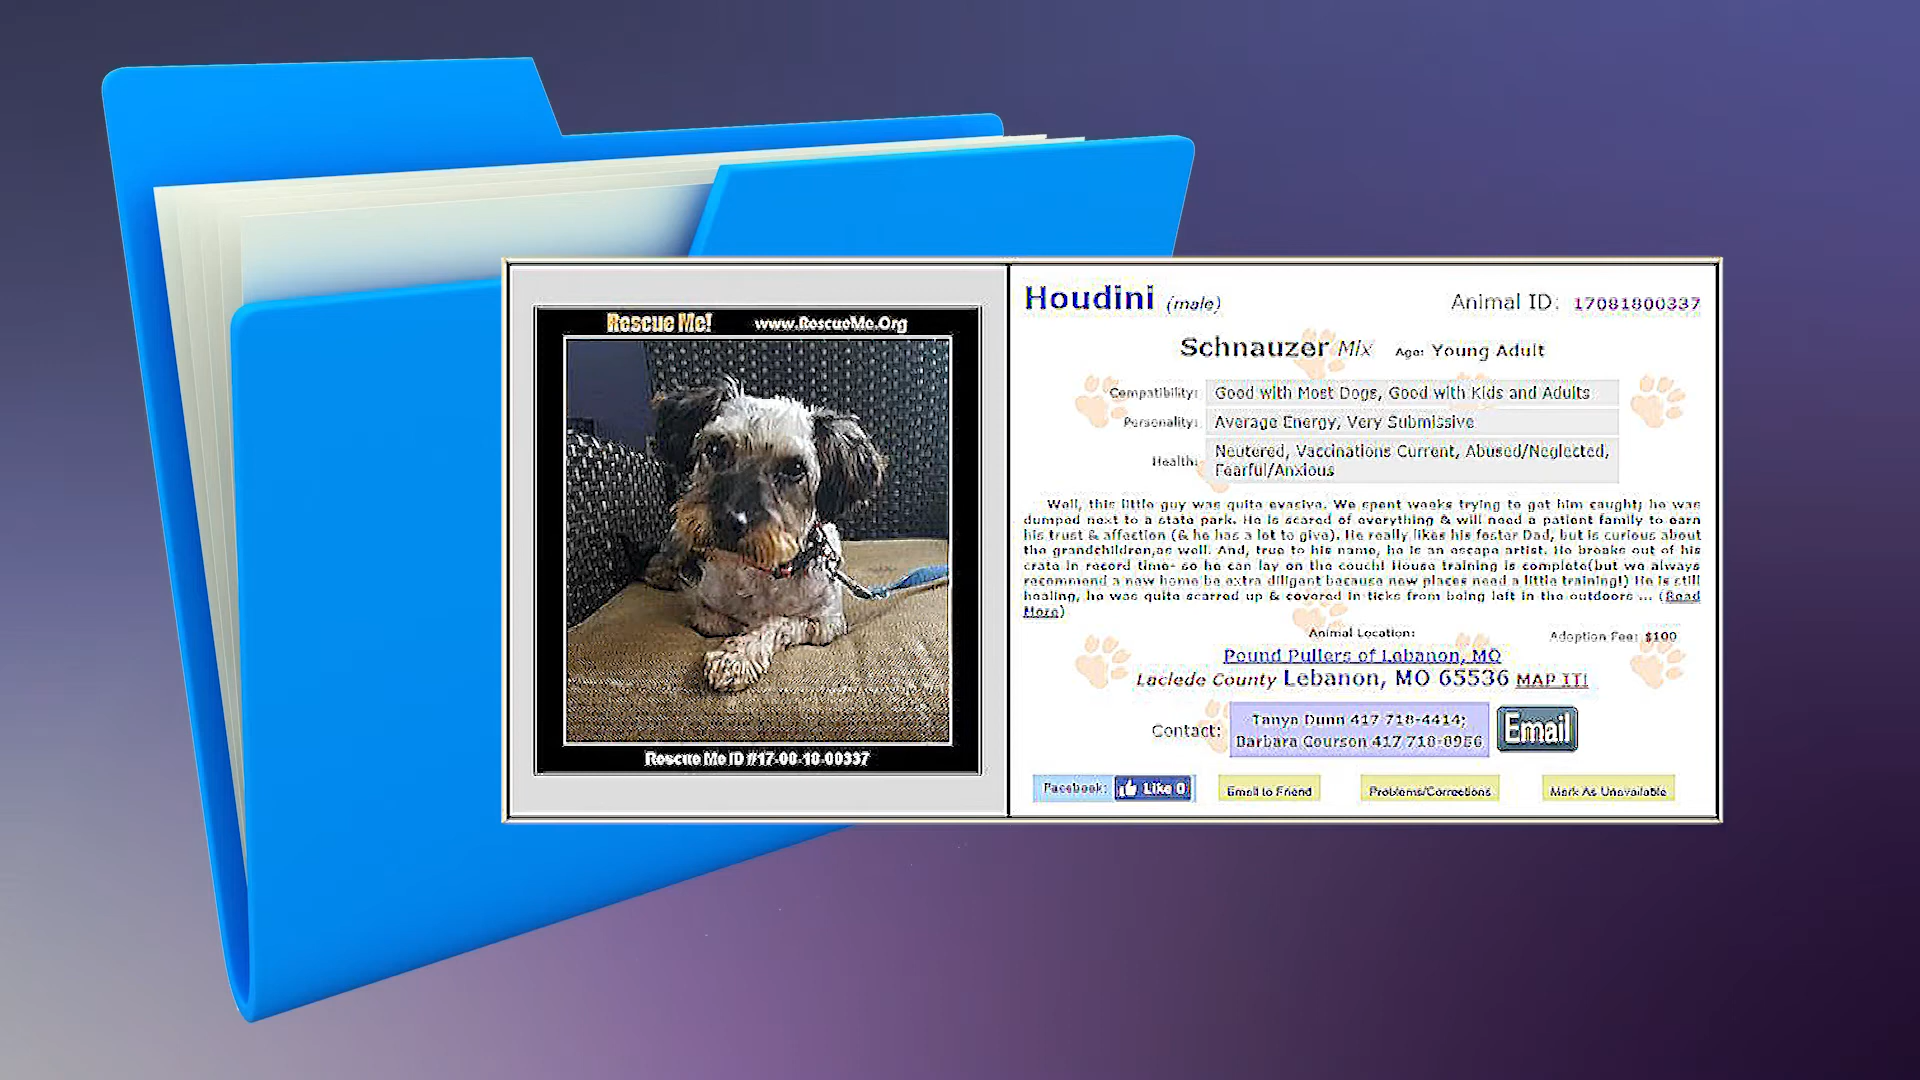 Rescue Me! www.RescueMe.Org
Rescue Me ID #17-08-18-00337
Houdini (male) Animal ID: 17081800337
Schnauzer Mix Age: Young Adult
Compatibility: Good with Most Dogs, Good with Kids and Adults
Personality: Average Energy, Very Submissive
Health: Neutered, Vaccinations Current, Abused/Neglected,
Fearful/Anxious
Well, this little guy was quite evasive. We spent weeks trying to get him caught; he was
dumped next to a state park. He is scared of everything & will need a patient family to earn
his trust & affection (& he has a lot to give). He really likes his foster Dad, but is curious about
the grandchildren,as well. And, true to his name, he is an escape artist. He breaks out of his
crate in record time- so he can lay on the couch! House training is complete(but we always
recommend a new home be extra diligent because new places need a little training!) He is still
healing, he was quite scarred up & covered in ticks from being left in the outdoors ... (Read
More)
Animal Location: Adoption Fee: $100
Pound Pullers of Lebanon, MO
Laclede County Lebanon, MO 65536 MAP IT!
Contact: Tanya Dunn 417 718-4414;
Barbara Courson 417 718-8956
Email
Facebook: Like 0 Email to Friend Problems/Corrections Mark As Unavailable